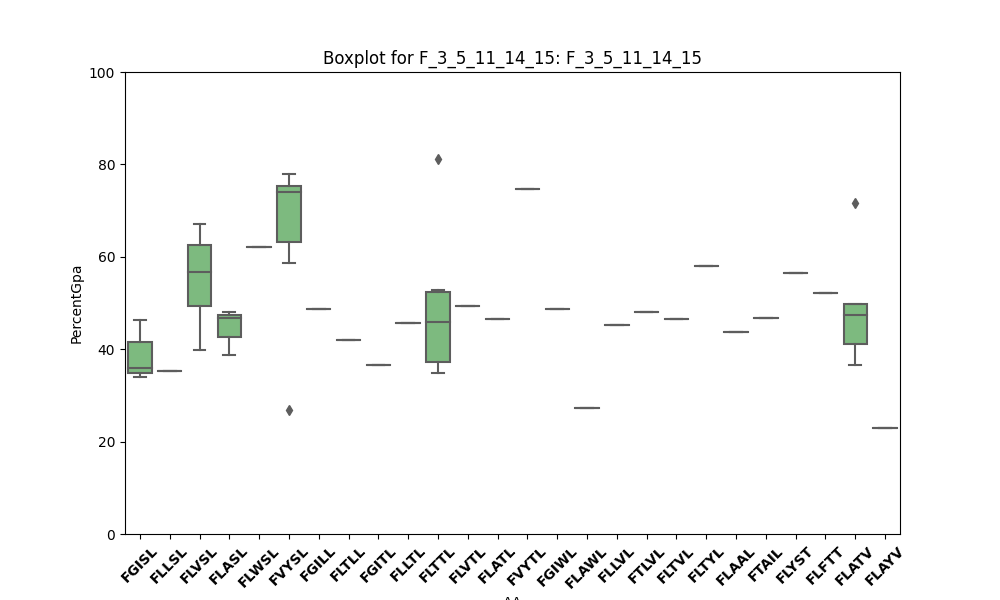 Boxplot for F_3_5_11_14_15: F_3_5_11_14_15
100
80
60
40
20
0
PercentGpa
FGISL FLLSL FLVSL FLASL FLWSL FVYSL FGILL FLTLL FGITL FLLTL FLTTL FLVTL FLATL FVYTL FGIWL FLAWL FLLVL FTLVL FLTVL FLTYL FLAAL FTAIL FLYST FLFTT FLATV FLAYV